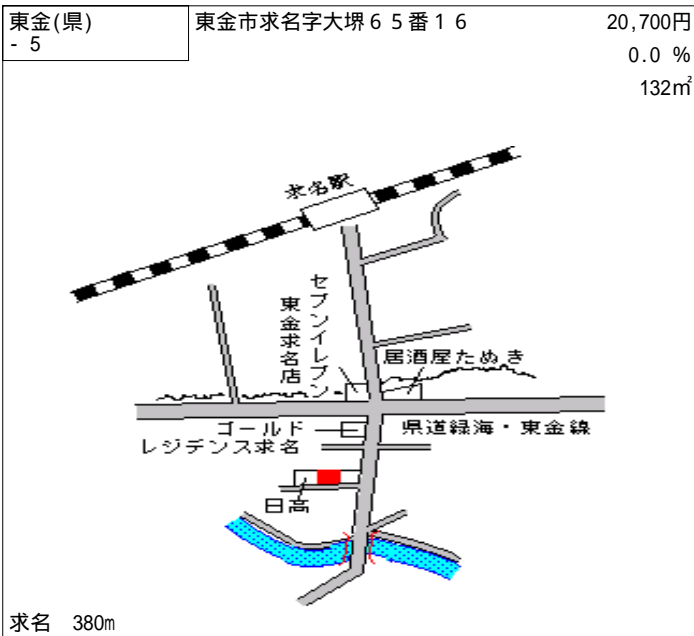 東金(県)
- 5
東金市求名字大堺６５番１６
20,700円
0.0 %
132㎡
求名駅
セブンイレブン
東金求名店
居酒屋たぬき
ゴールド
レジデンス求名
県道緑海・東金線
日高
求名 380m